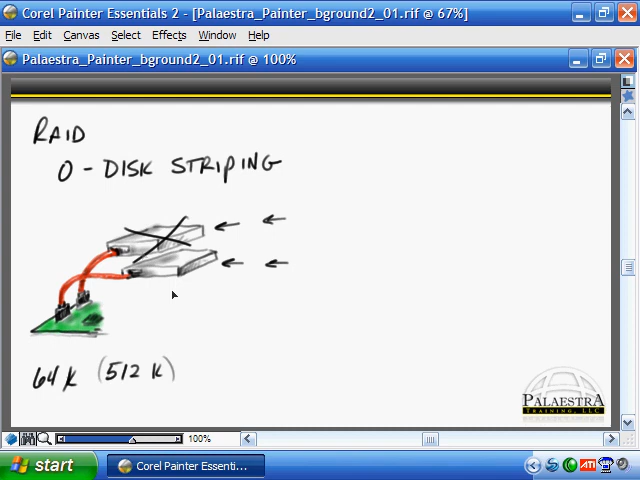 Corel Painter Essentials 2 - [Palaestra_Painter_bground2_01.rif @ 67%]
File Edit Canvas Select Effects Window Help
Palaestra_Painter_bground2_01.rif @ 100%
RAID
0 - DISK STRIPING
64 K (512 K)
PALAESTRA
TRAINING, LLC
100%
start
Corel Painter Essenti...
ATI